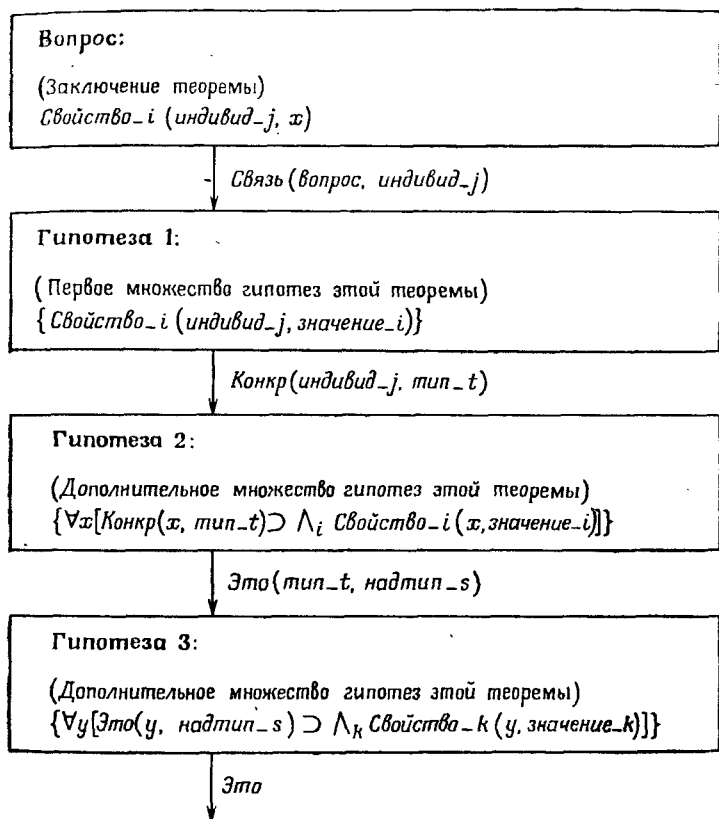 Вопрос:
(Заключение теоремы)
Свойство_i (индивид_j, x)
Связь (вопрос, индивид_j)
Гипотеза 1:
(Первое множество гипотез этой теоремы)
{Свойство_i (индивид_j, значение_i)}
Конкр(индивид_j, тип_t)
Гипотеза 2:
(Дополнительное множество гипотез этой теоремы)
{∀x[Конкр(x, тип_t)⊃ ⋀i Свойство_i (x, значение_i)]}
Это(тип_t, надтип_s)
Гипотеза 3:
(Дополнительное множество гипотез этой теоремы)
{∀y[Это(y, надтип_s) ⊃ ⋀k Свойство_k (y, значение_k)]}
Это